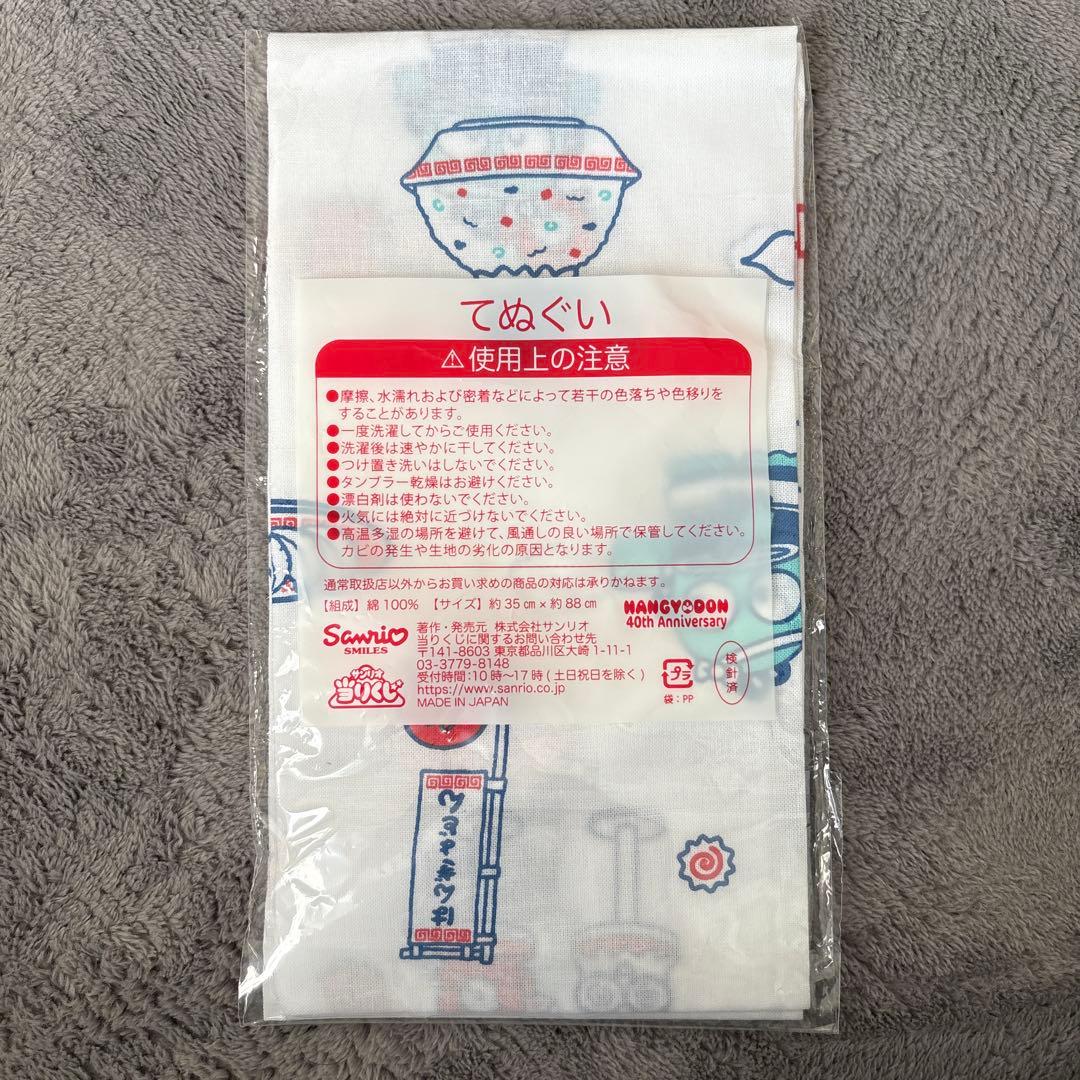 てぬぐい
⚠使用上の注意
●摩擦、水濡れおよび密着などによって若干の色落ちや色移りを
することがあります。
●一度洗濯してからご使用ください。
●洗濯後は速やかに干してください。
●つけ置き洗いはしないでください。
●タンブラー乾燥はお避けください。
●漂白剤は使わないでください。
●火気には絶対に近づけないでください。
●高温多湿の場所を避けて、風通しの良い場所で保管してください。
カビの発生や生地の劣化の原因となります。
通常取扱店以外からお買い求めの商品の対応は承りかねます。
【組成】綿100% 【サイズ】約35㎝×約88㎝
HANGYODON
40th Anniversary
Sanrio
SMILES
サンリオ
当りくじ
著作・発売元 株式会社サンリオ
当りくじに関するお問い合わせ先
〒141-8603 東京都品川区大崎1-11-1
03-3779-8148
受付時間:10時〜17時(土日祝日を除く)
https://www.sanrio.co.jp
MADE IN JAPAN
プラ
袋:PP
検針済